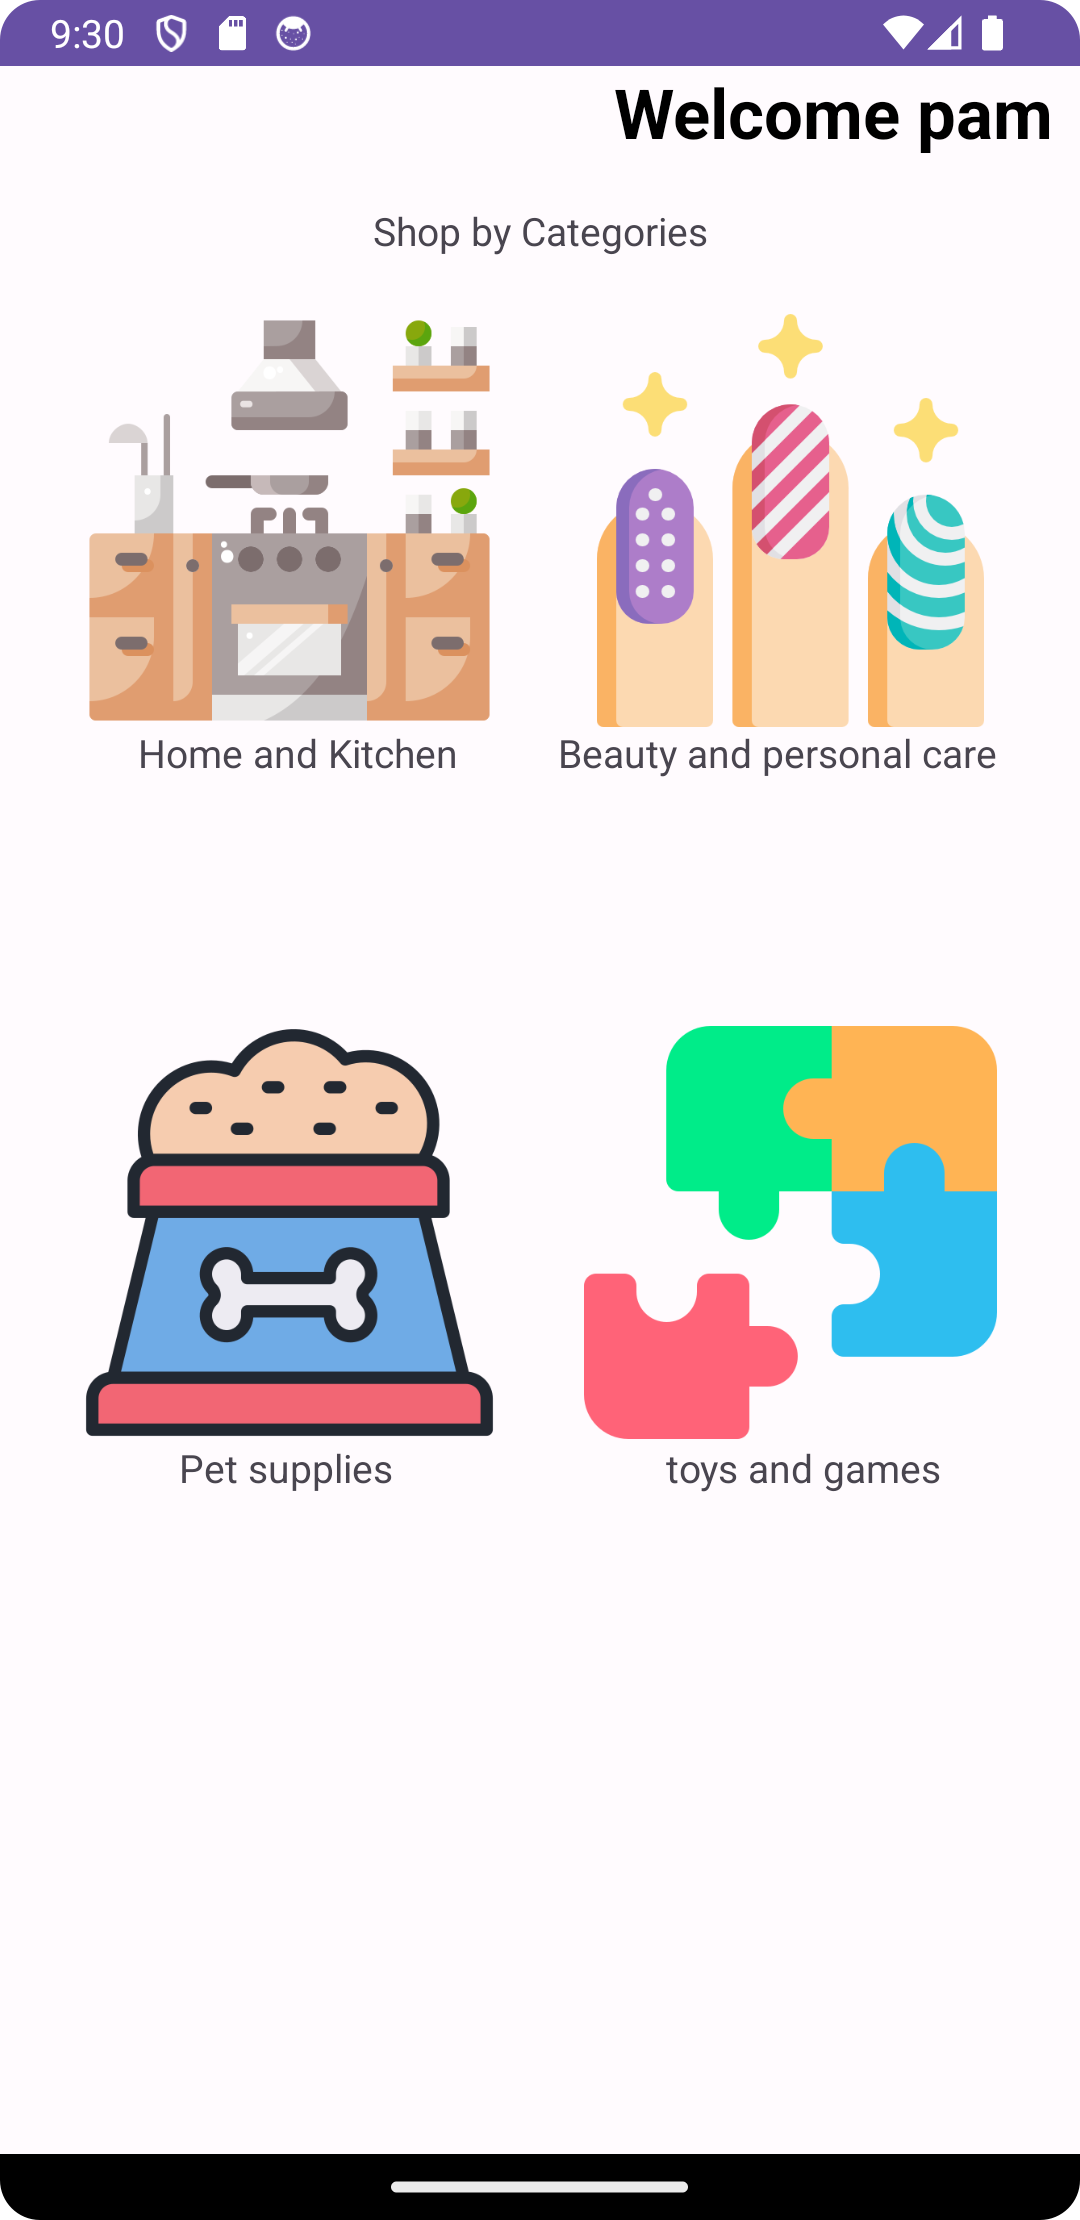 9:30
Welcome pam
Shop by Categories
Home and Kitchen
Beauty and personal care
Pet supplies
toys and games